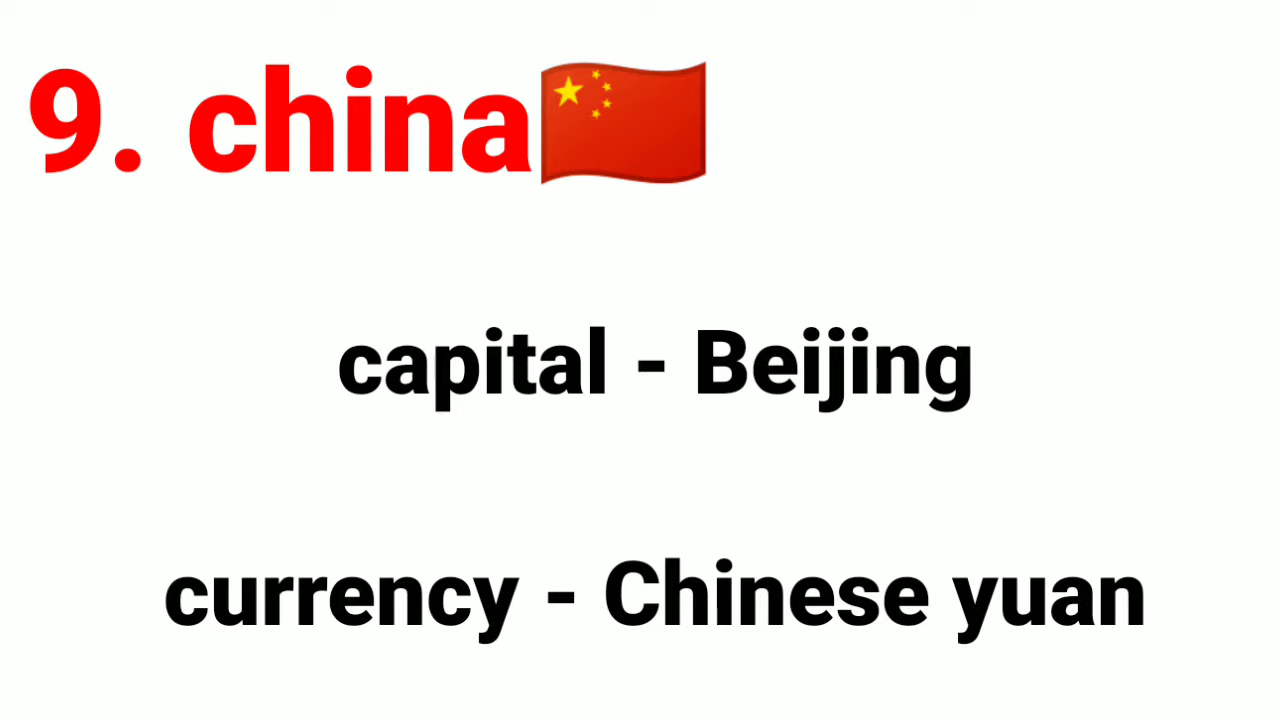 9. china🇨🇳
capital - Beijing
currency - Chinese yuan